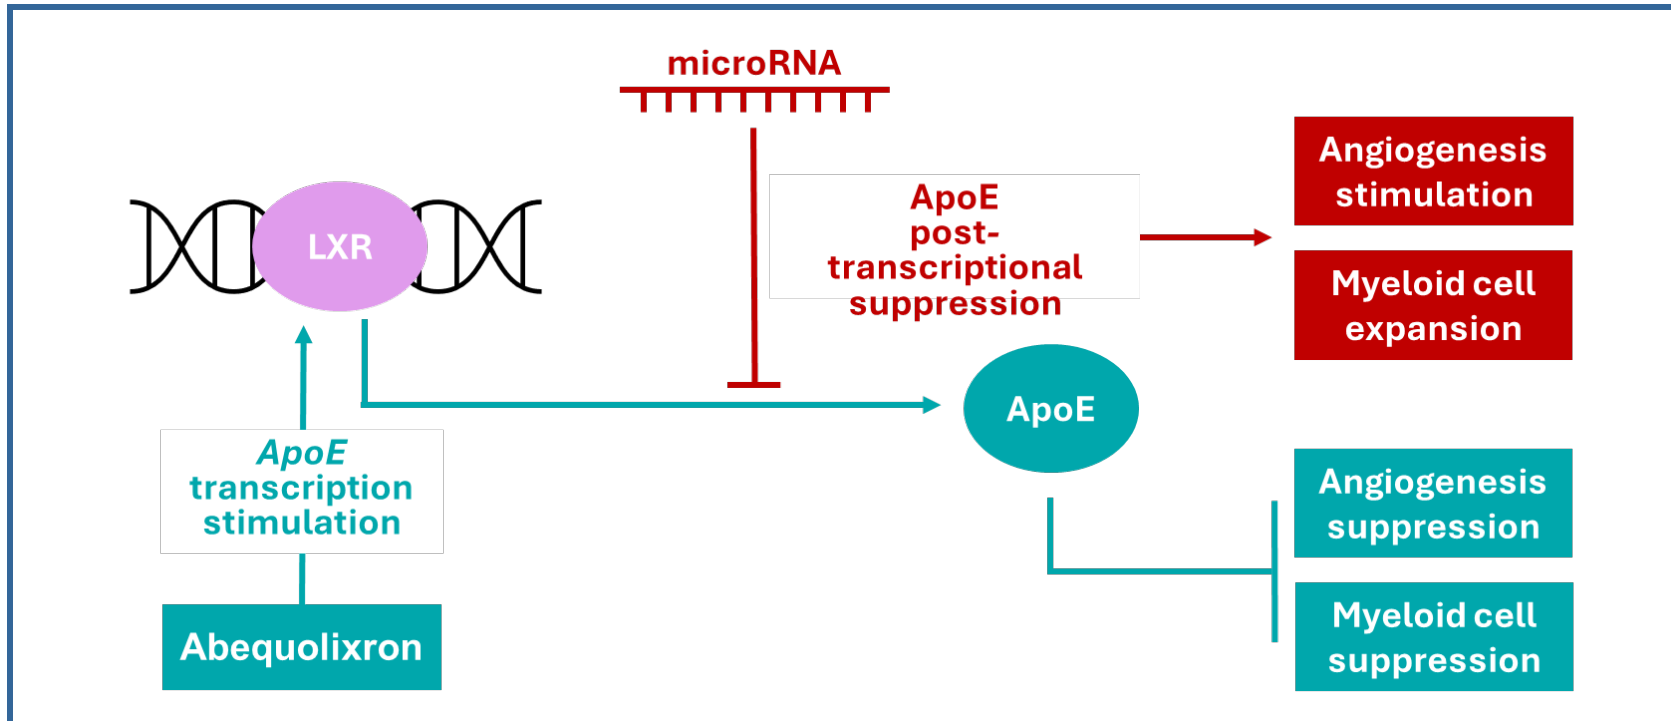 microRNA
LXR
ApoE
post-
transcriptional
suppression
Angiogenesis
stimulation
Myeloid cell
expansion
ApoE
transcription
stimulation
Abequolixron
ApoE
Angiogenesis
suppression
Myeloid cell
suppression